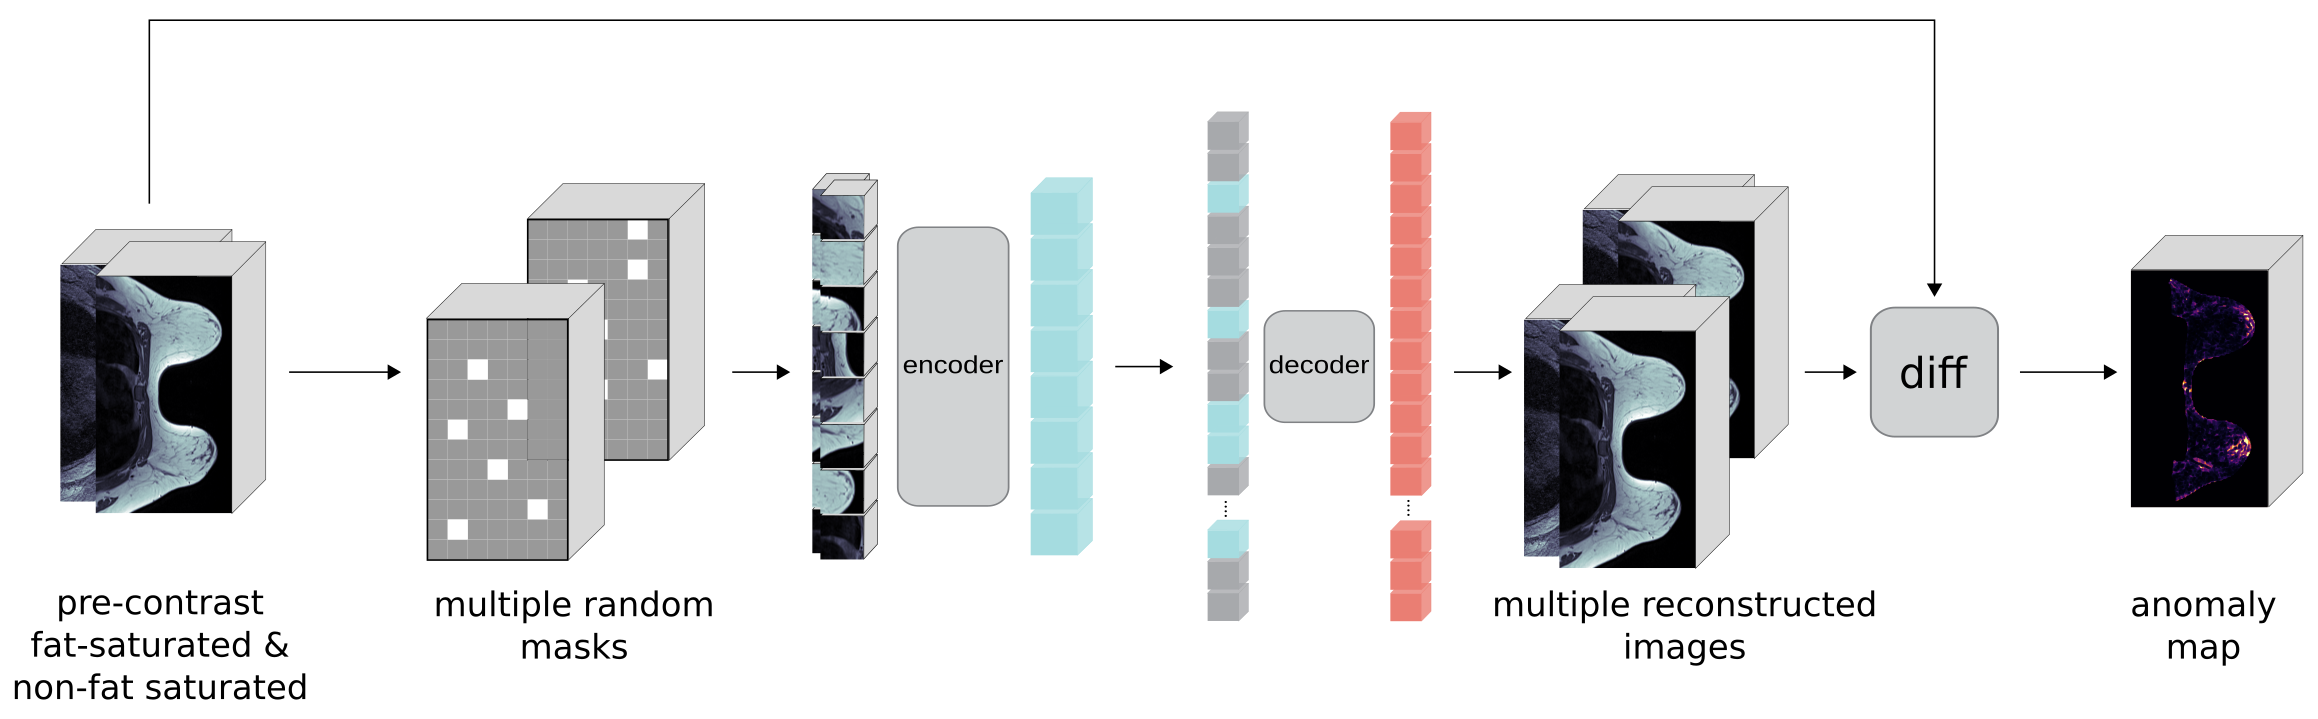 pre-contrast
fat-saturated &
non-fat saturated
multiple random
masks
encoder
decoder
multiple reconstructed
images
diff
anomaly
map